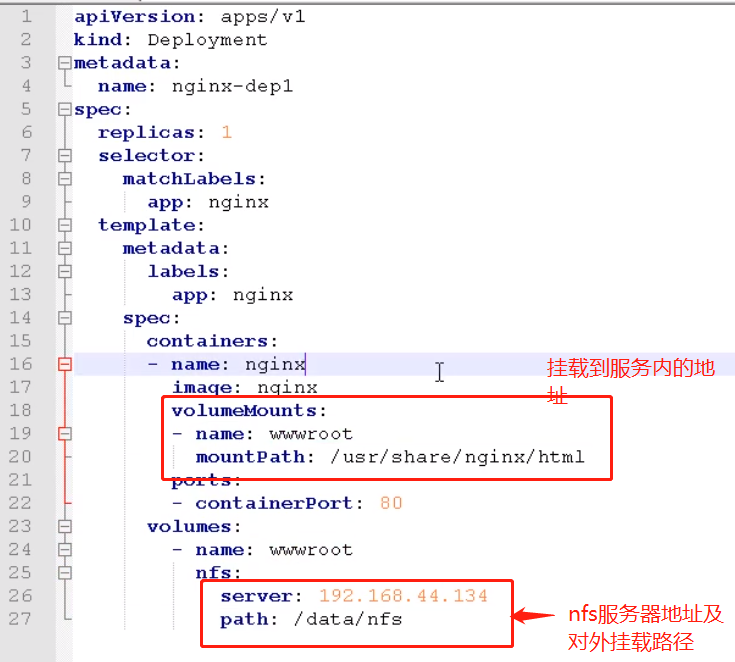 1 apiVersion: apps/v1
2 kind: Deployment
3 metadata:
4 name: nginx-dep1
5 spec:
6 replicas: 1
7 selector:
8 matchLabels:
9 app: nginx
10 template:
11 metadata:
12 labels:
13 app: nginx
14 spec:
15 containers:
16 - name: nginx
挂载到服务内的地
址
17 image: nginx
18 volumeMounts:
19 - name: wwwroot
20 mountPath: /usr/share/nginx/html
21 ports:
22 - containerPort: 80
23 volumes:
24 - name: wwwroot
25 nfs:
26 server: 192.168.44.134
27 path: /data/nfs
nfs服务器地址及
对外挂载路径